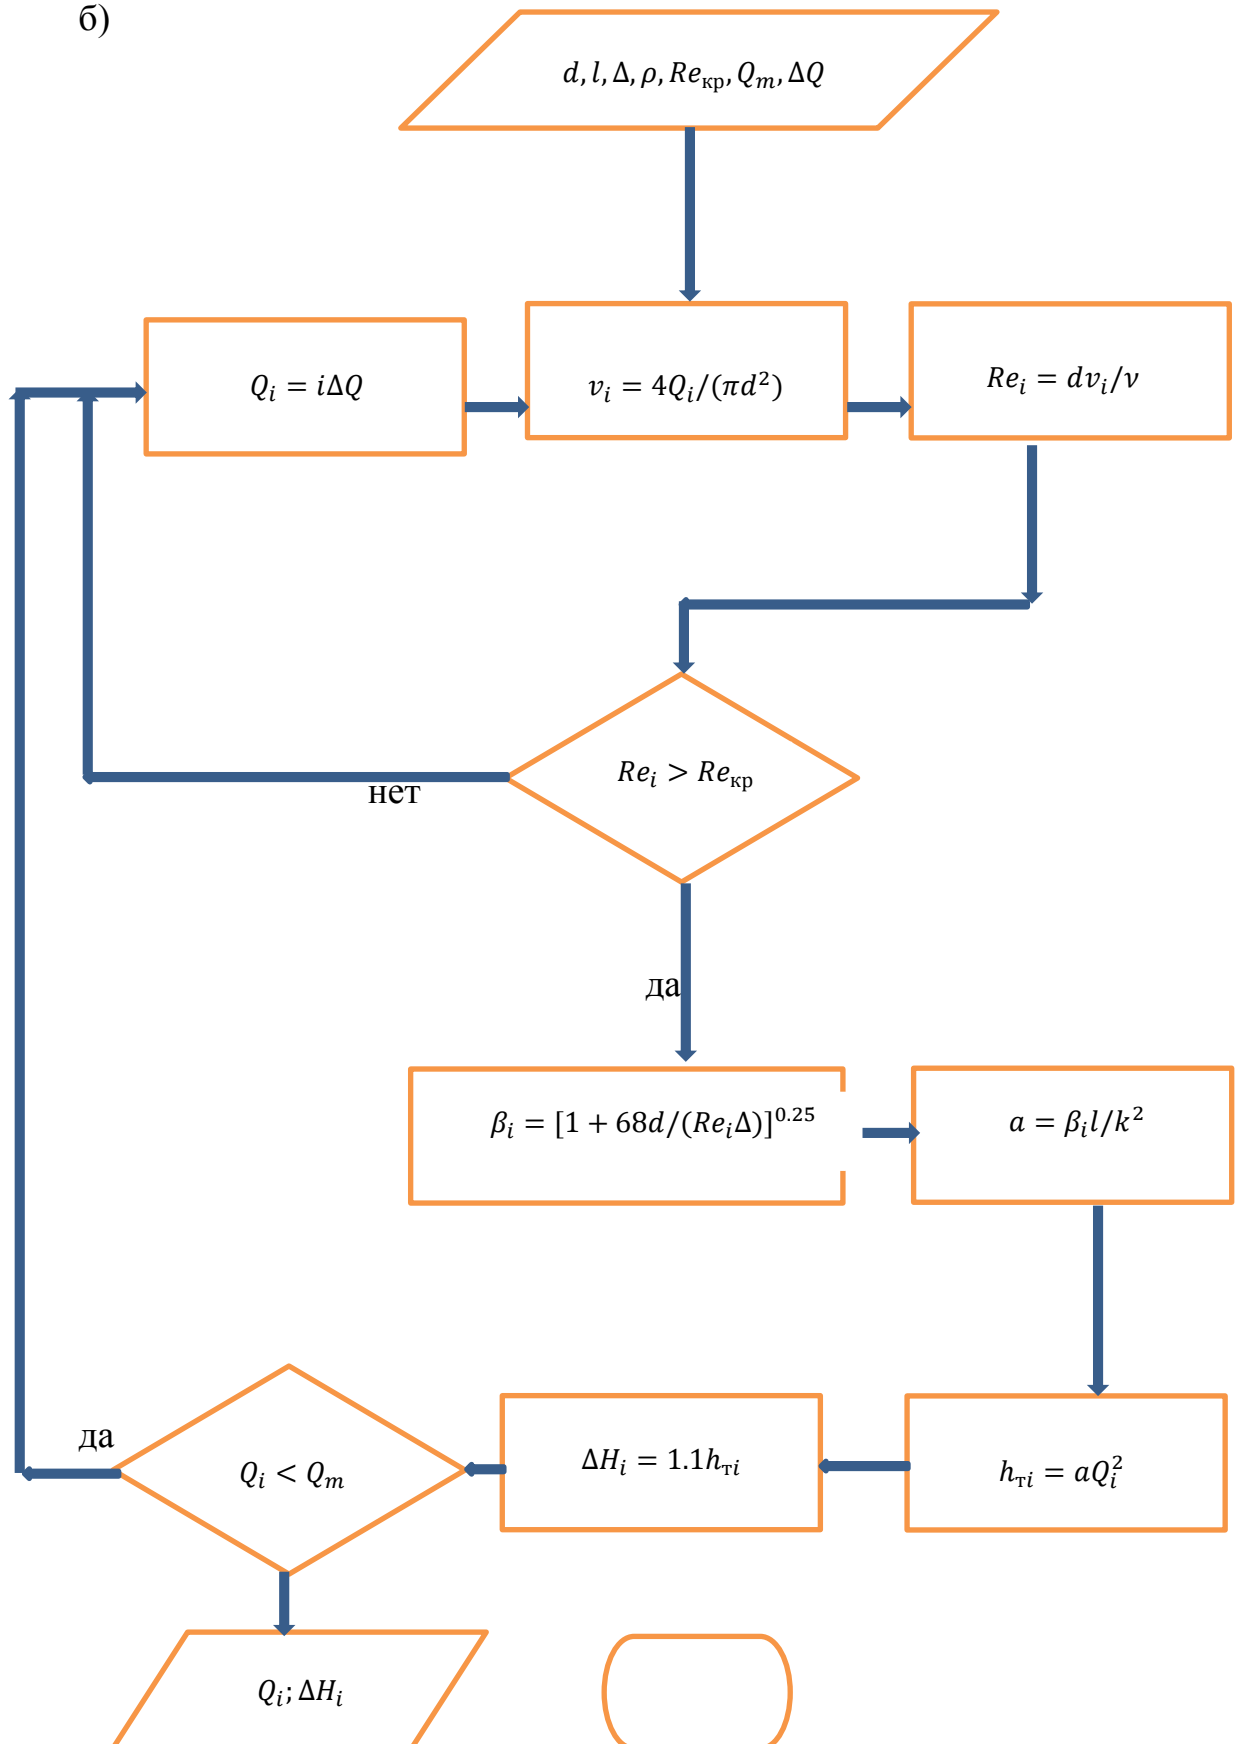 б)
d, l, Δ, ρ, Re_кр, Q_m, ΔQ
Q_i = iΔQ
v_i = 4Q_i/(πd²)
Re_i = dv_i/ν
Re_i > Re_кр
нет
да
β_i = [1 + 68d/(Re_iΔ)]^0.25
a = β_i l/k²
да
Q_i < Q_m
ΔH_i = 1.1h_тi
h_тi = aQ_i²
Q_i; ΔH_i